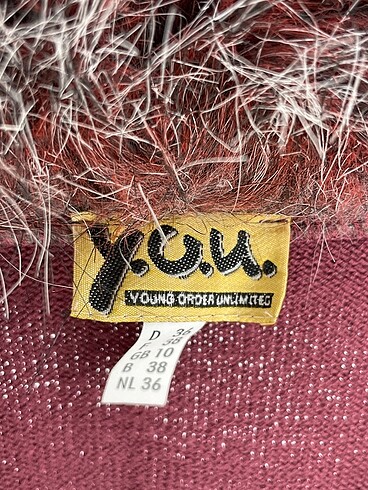 y.o.u.
YOUNG ORDER UNLIMITED
D 36
F 38
GB 10
B 38
NL 36